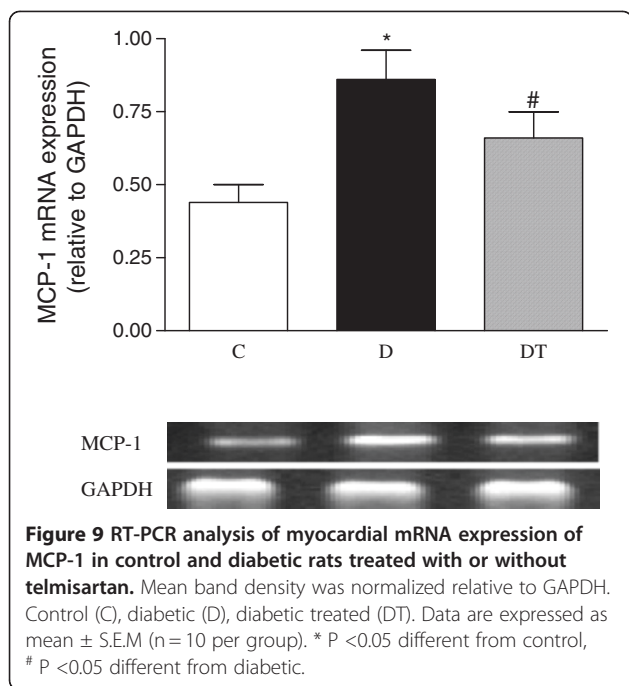 MCP-1 mRNA expression
(relative to GAPDH)
1.00
0.75
0.50
0.25
0.00
*
#
C D DT
MCP-1
GAPDH
Figure 9 RT-PCR analysis of myocardial mRNA expression of
MCP-1 in control and diabetic rats treated with or without
telmisartan. Mean band density was normalized relative to GAPDH.
Control (C), diabetic (D), diabetic treated (DT). Data are expressed as
mean ± S.E.M (n = 10 per group). * P <0.05 different from control,
# P <0.05 different from diabetic.